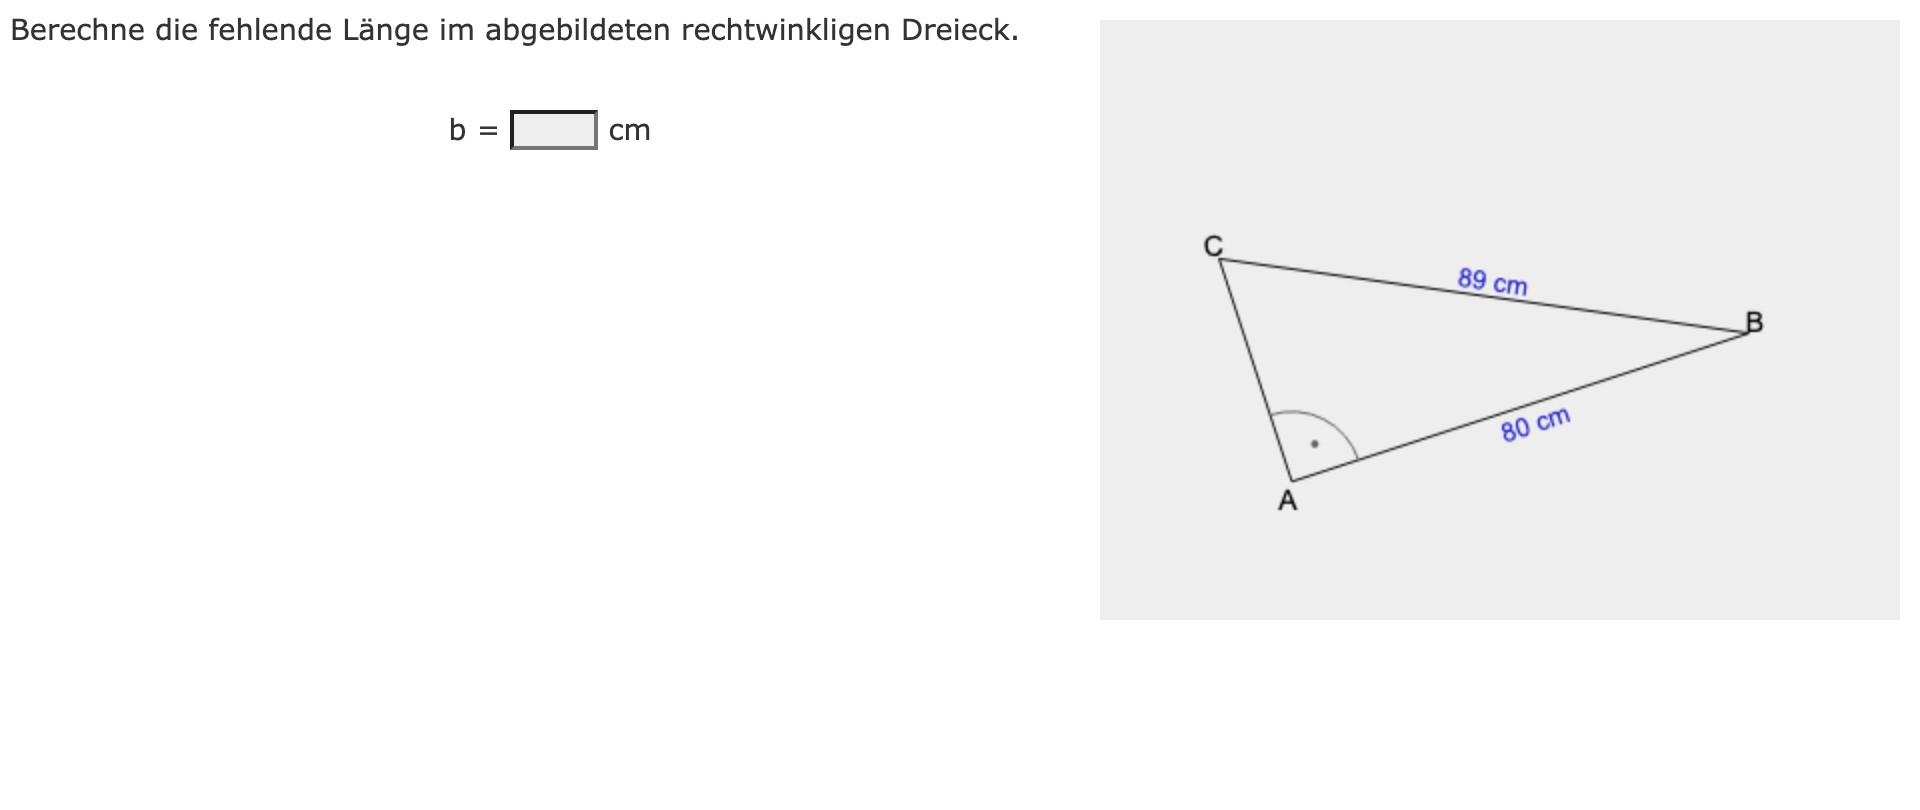 Berechne die fehlende Länge im abgebildeten rechtwinkligen Dreieck.
b = cm
C
89 cm
B
80 cm
A